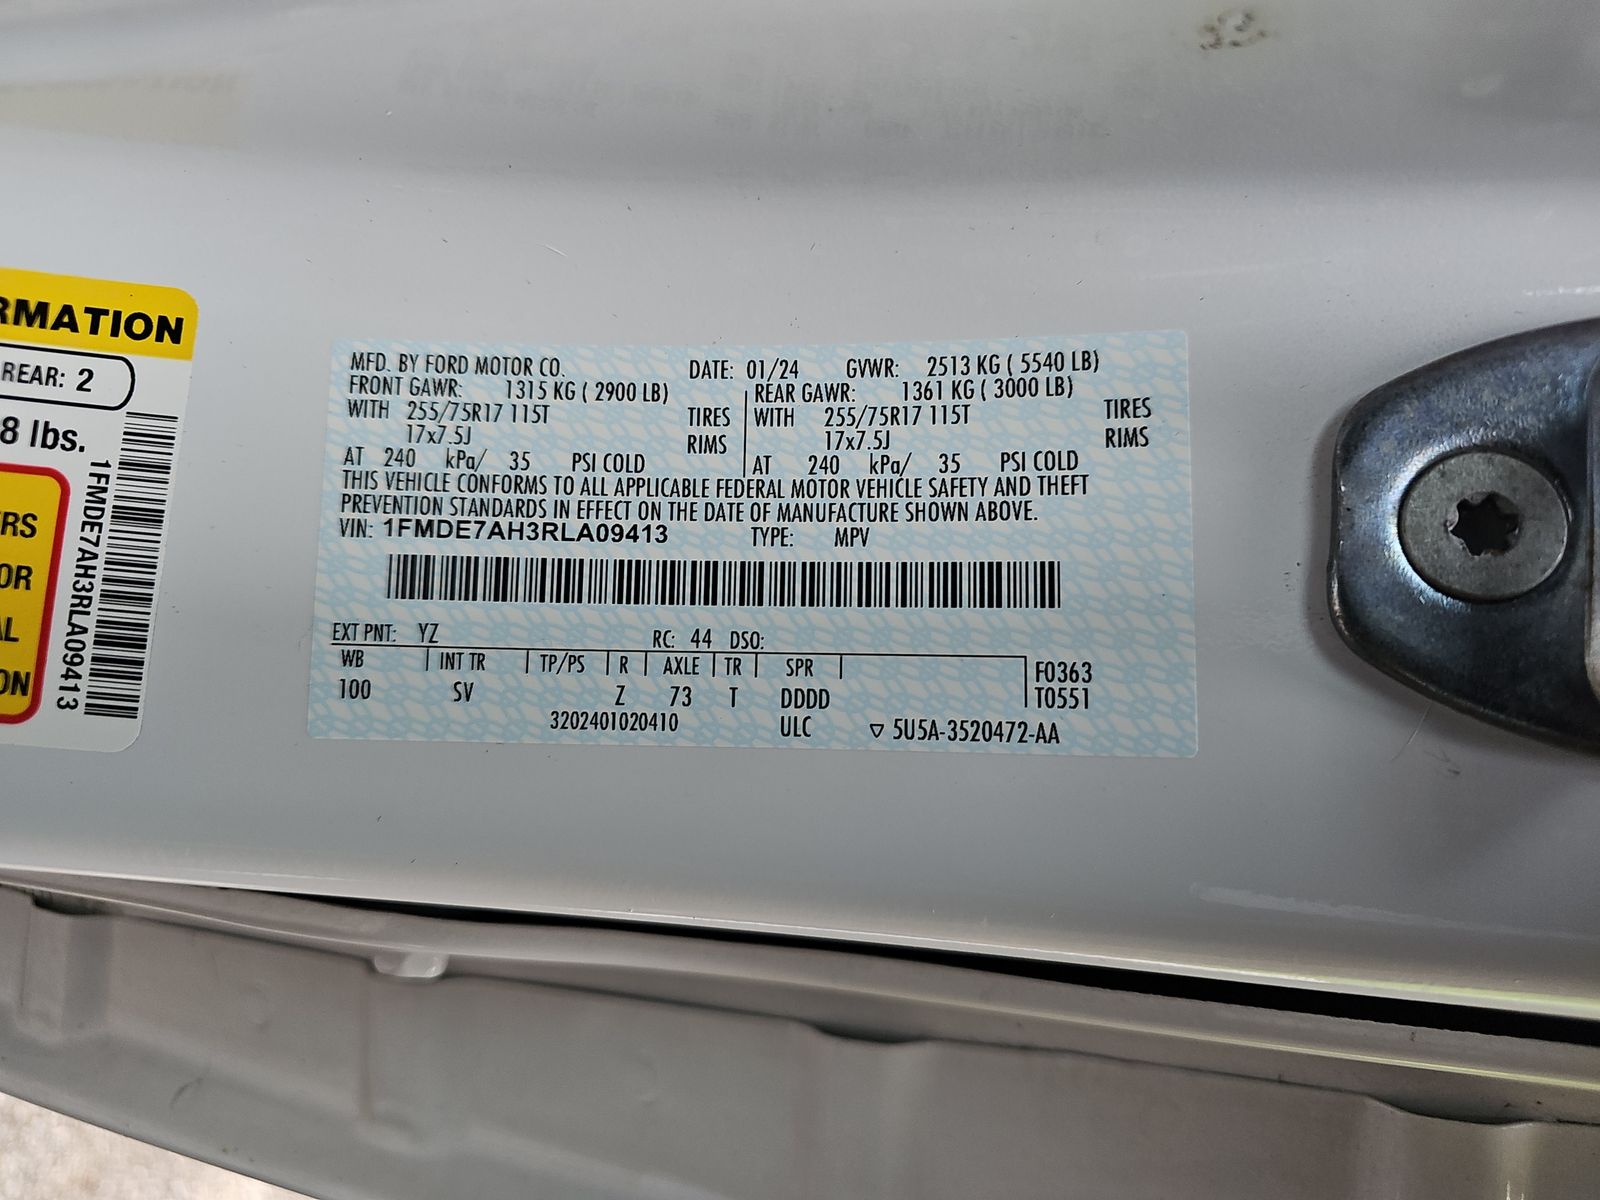 RMATION
REAR: 2
8 lbs.
RS
OR
AL
ON
1FMDE7AH3RLA09413
MFD. BY FORD MOTOR CO. DATE: 01/24 GVWR: 2513 KG ( 5540 LB)
FRONT GAWR: 1315 KG ( 2900 LB) REAR GAWR: 1361 KG ( 3000 LB)
WITH 255/75R17 115T TIRES WITH 255/75R17 115T TIRES
17x7.5J RIMS 17x7.5J RIMS
AT 240 kPa/ 35 PSI COLD AT 240 kPa/ 35 PSI COLD
THIS VEHICLE CONFORMS TO ALL APPLICABLE FEDERAL MOTOR VEHICLE SAFETY AND THEFT
PREVENTION STANDARDS IN EFFECT ON THE DATE OF MANUFACTURE SHOWN ABOVE.
VIN: 1FMDE7AH3RLA09413 TYPE: MPV
EXT PNT: YZ RC: 44 DSO:
WB INT TR TP/PS R AXLE TR SPR F0363
100 SV Z 73 T DDDD T0551
3202401020410 ULC ▽ 5U5A-3520472-AA